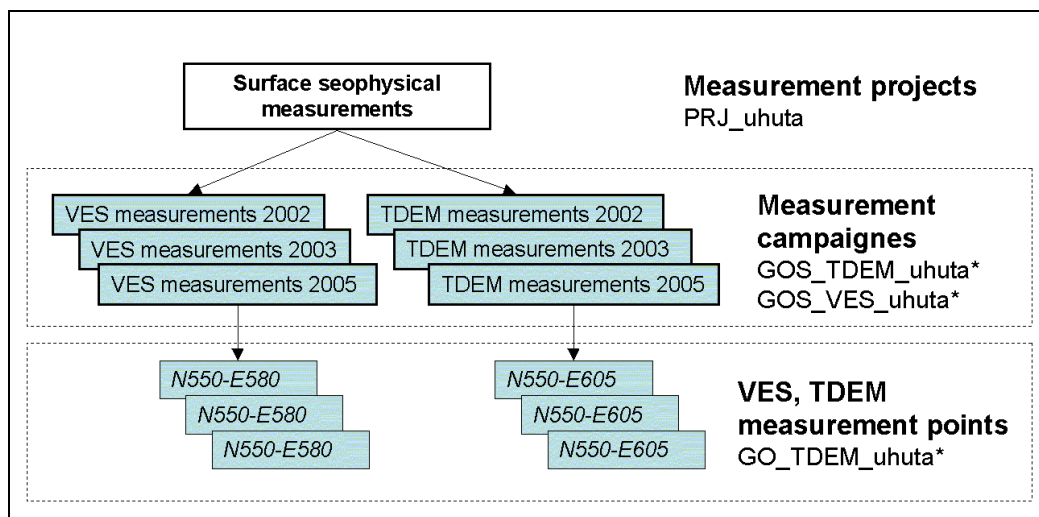 Surface seophysical
measurements
Measurement projects
PRJ_uhuta
VES measurements 2002
VES measurements 2003
VES measurements 2005
TDEM measurements 2002
TDEM measurements 2003
TDEM measurements 2005
Measurement
campaignes
GOS_TDEM_uhuta*
GOS_VES_uhuta*
N550-E580
N550-E580
N550-E580
N550-E605
N550-E605
N550-E605
VES, TDEM
measurement points
GO_TDEM_uhuta*